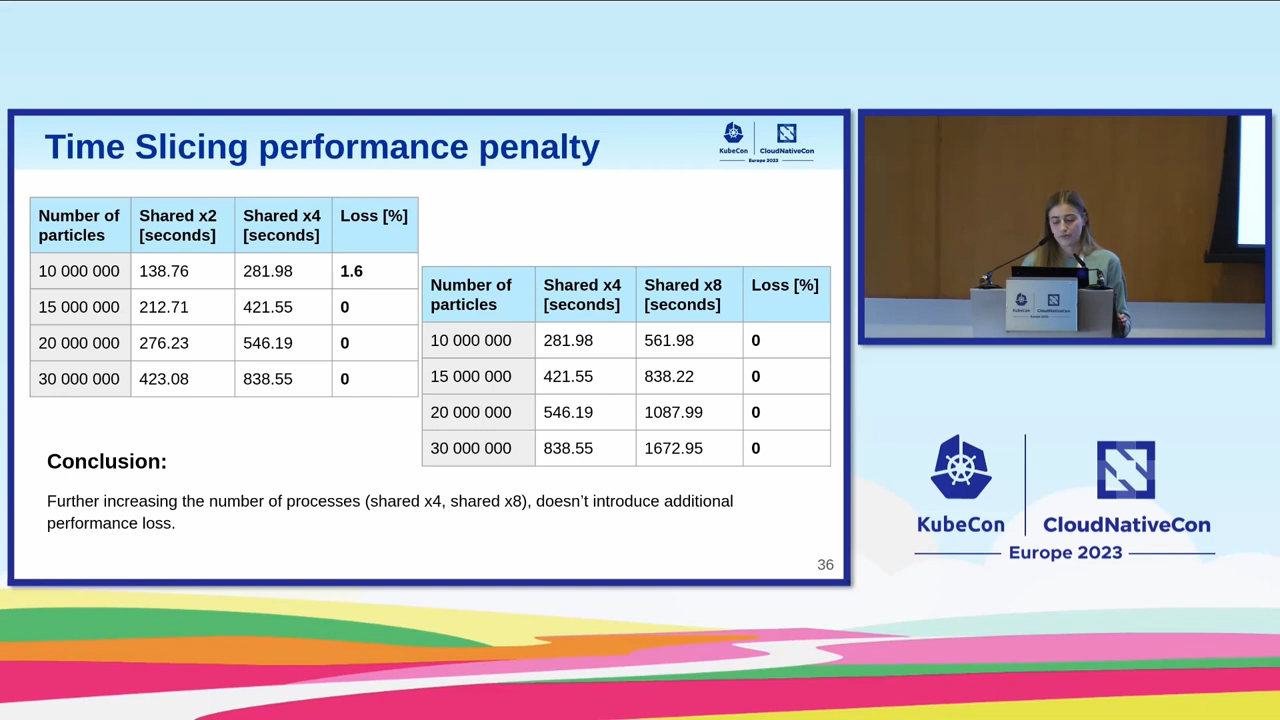 Time Slicing performance penalty
KubeCon
CloudNativeCon
Europe 2023
Number of particles Shared x2 [seconds] Shared x4 [seconds] Loss [%]
10 000 000 138.76 281.98 1.6
15 000 000 212.71 421.55 0
20 000 000 276.23 546.19 0
30 000 000 423.08 838.55 0
Number of particles Shared x4 [seconds] Shared x8 [seconds] Loss [%]
10 000 000 281.98 561.98 0
15 000 000 421.55 838.22 0
20 000 000 546.19 1087.99 0
30 000 000 838.55 1672.95 0
Conclusion:
Further increasing the number of processes (shared x4, shared x8), doesn’t introduce additional
performance loss.
36
KubeCon
CloudNativeCon
Europe 2023